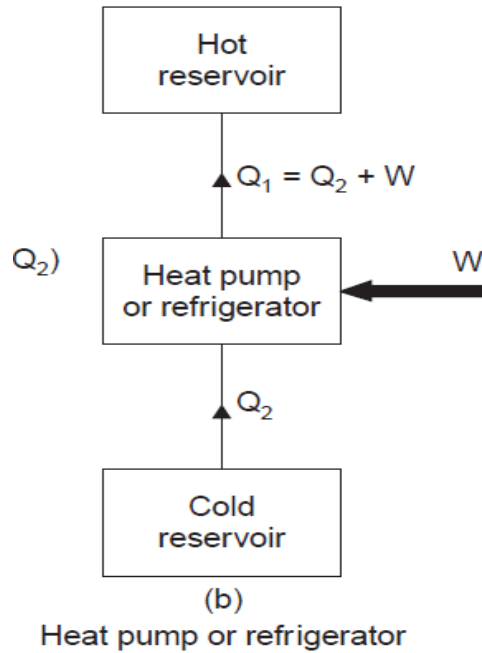 Hot
reservoir
Q₁ = Q₂ + W
Q₂)
Heat pump
or refrigerator
W
Q₂
Cold
reservoir
(b)
Heat pump or refrigerator